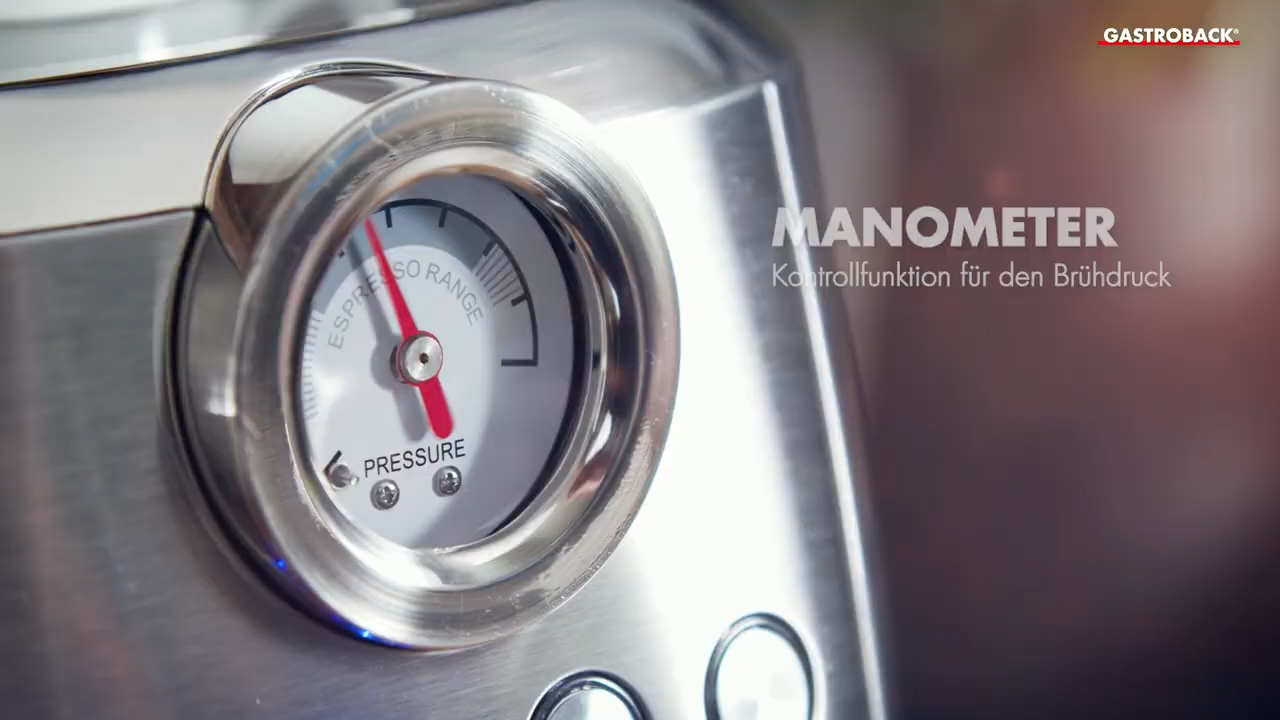 GASTROBACK®
MANOMETER
Kontrollfunktion für den Brühdruck
ESPRESSO RANGE
PRESSURE